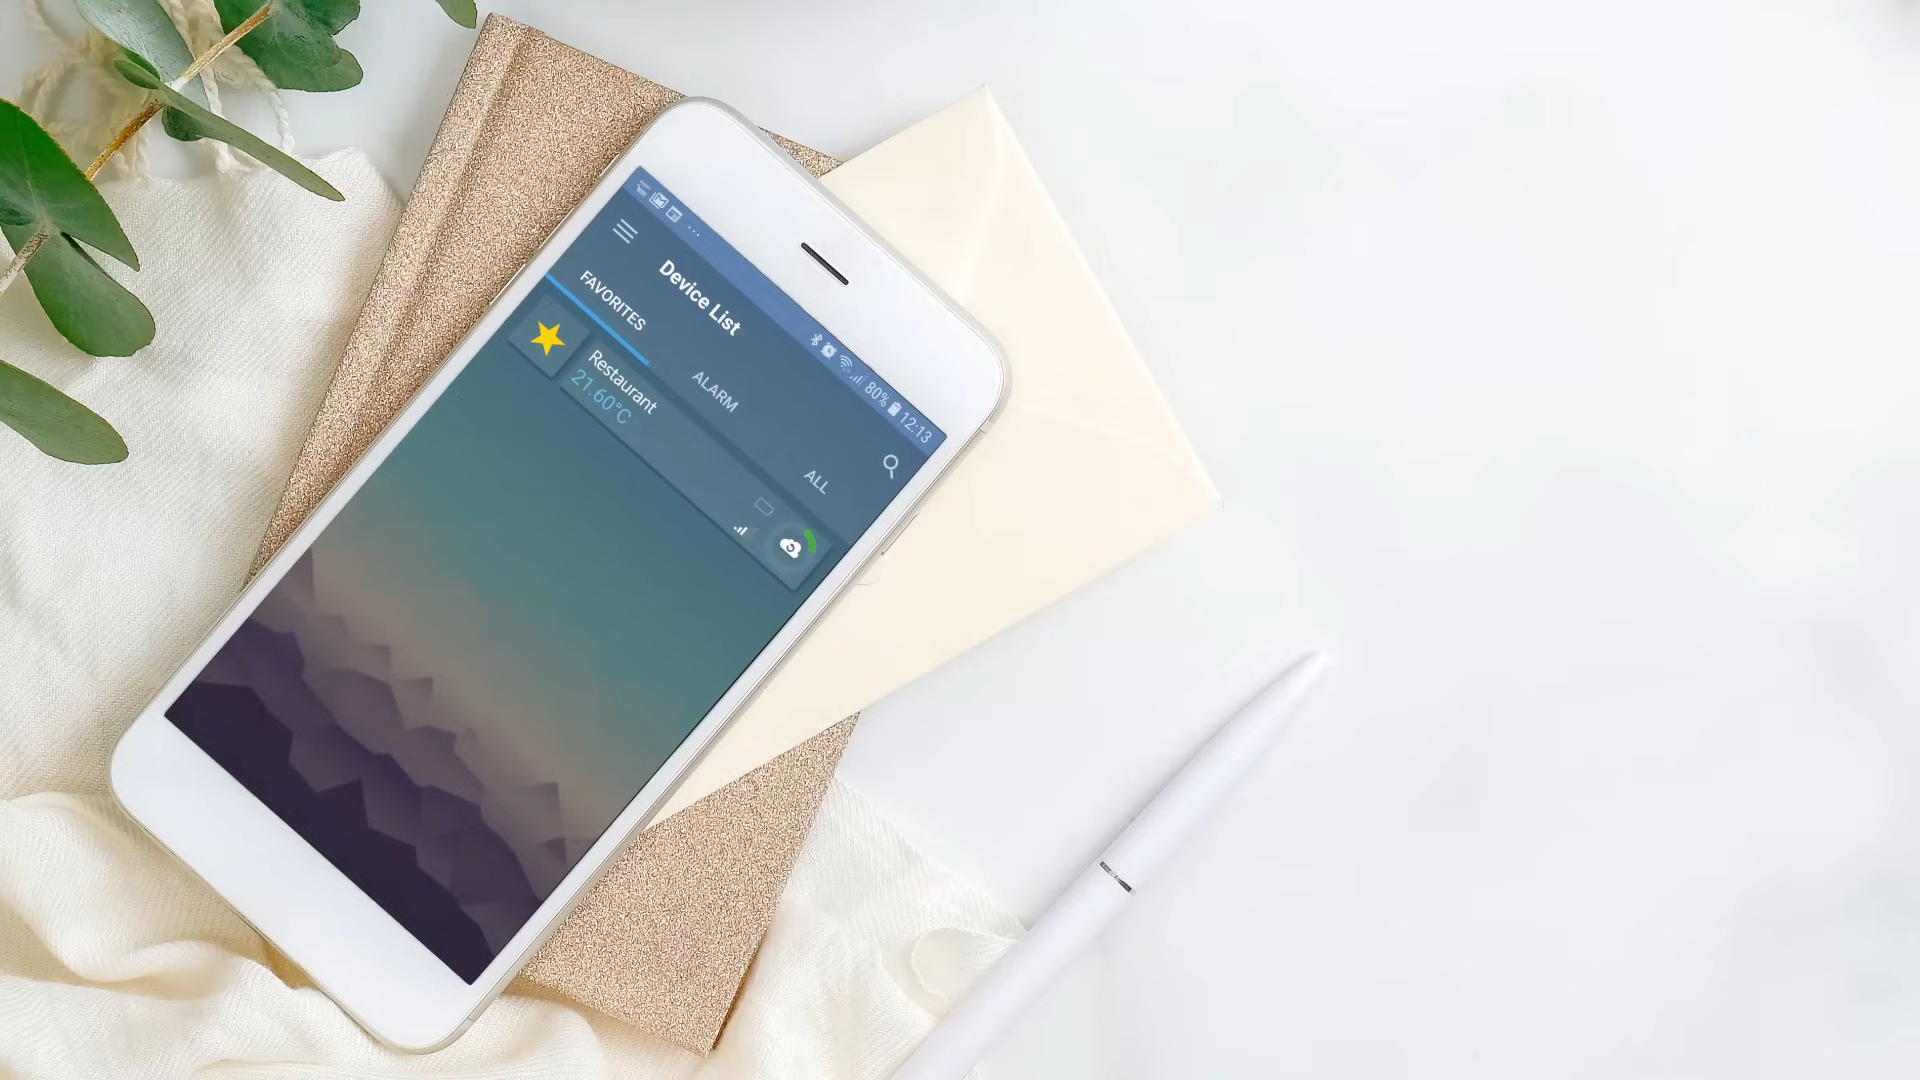 80% 12:13
Device List
FAVORITES
ALARM
ALL
Restaurant
21.60°C